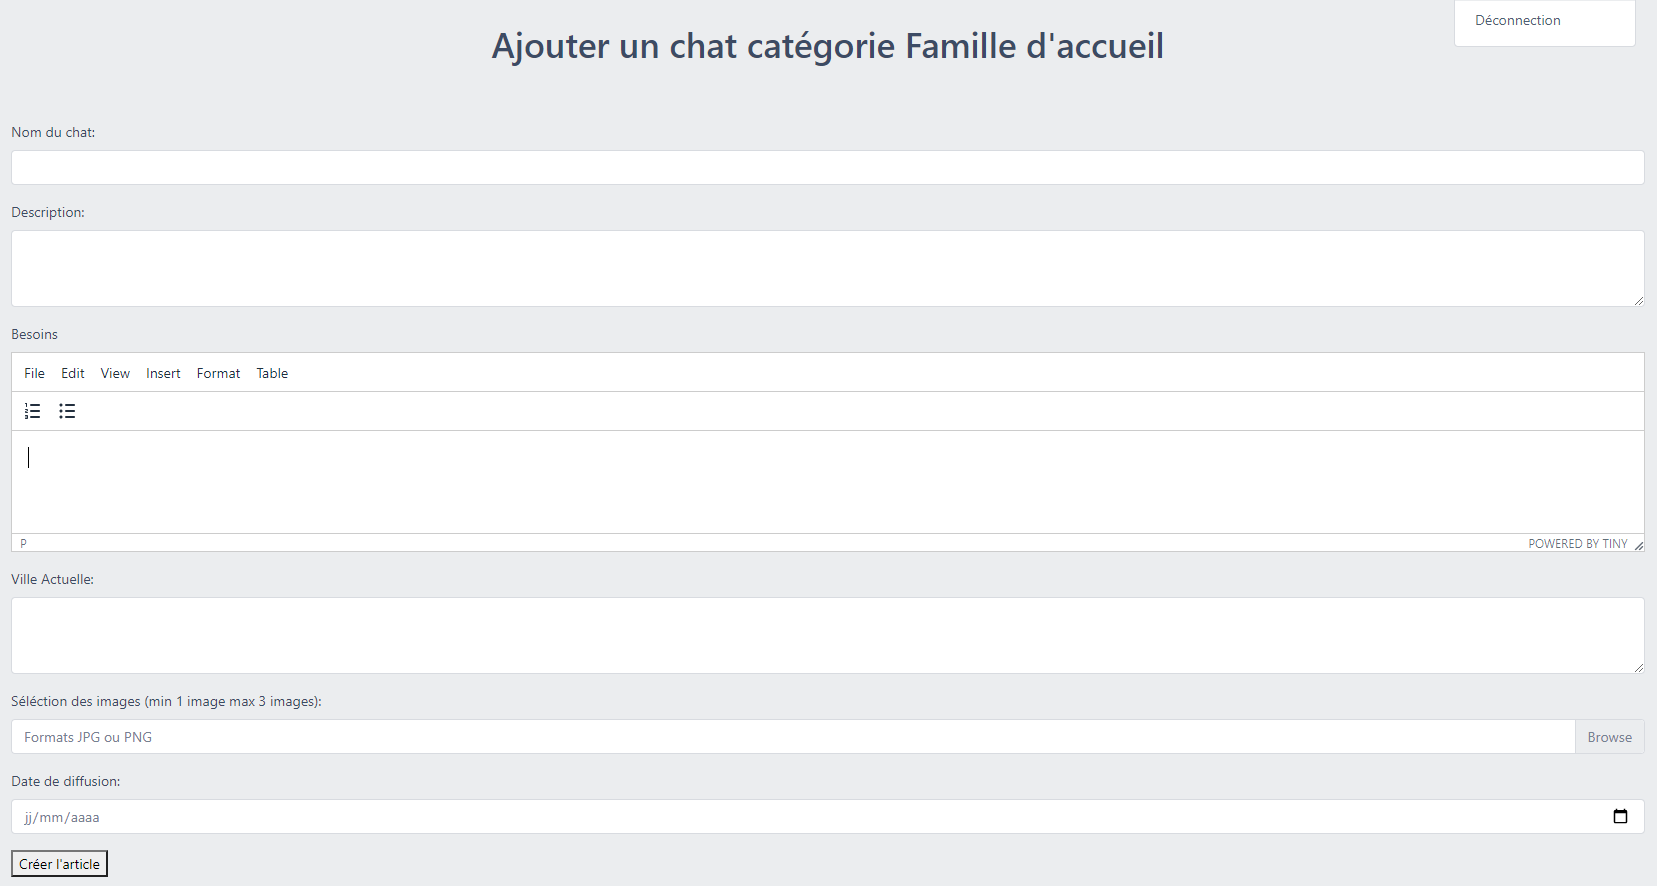 Déconnection
Ajouter un chat catégorie Famille d'accueil
Nom du chat:
Description:
Besoins
File Edit View Insert Format Table
P POWERED BY TINY
Ville Actuelle:
Séléction des images (min 1 image max 3 images):
Formats JPG ou PNG Browse
Date de diffusion:
jj/mm/aaaa
Créer l'article